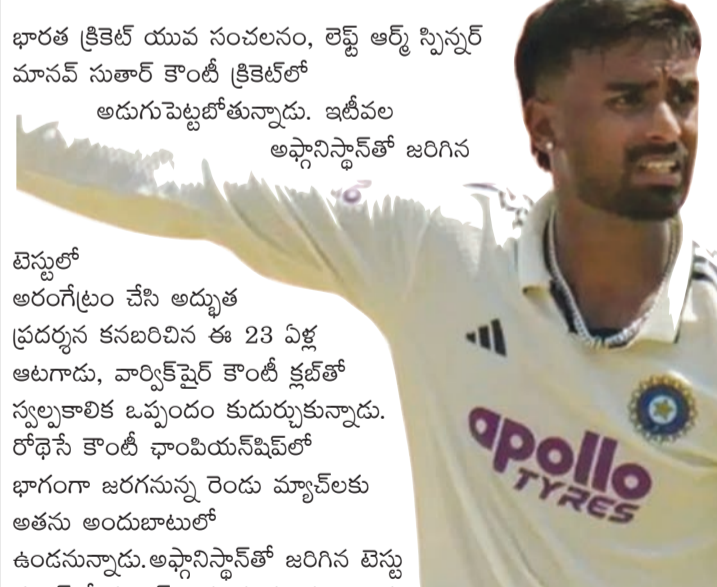 భారత క్రికెట్ యువ సంచలనం, లెఫ్ట్ ఆర్మ్ స్పిన్నర్
మానవ్ సుతార్ కౌంటీ క్రికెట్‌లో
అడుగుపెట్టబోతున్నాడు. ఇటీవల
అఫ్గానిస్థాన్‌తో జరిగిన
టెస్టులో
అరంగేట్రం చేసి అద్భుత
ప్రదర్శన కనబరిచిన ఈ 23 ఏళ్ల
ఆటగాడు, వార్విక్‌షైర్ కౌంటీ క్లబ్‌తో
స్వల్పకాలిక ఒప్పందం కుదుర్చుకున్నాడు.
రోథెసే కౌంటీ ఛాంపియన్‌షిప్‌లో
భాగంగా జరగనున్న రెండు మ్యాచ్‌లకు
అతను అందుబాటులో
ఉండనున్నాడు.అఫ్గానిస్థాన్‌తో జరిగిన టెస్టు
apollo
TYRES